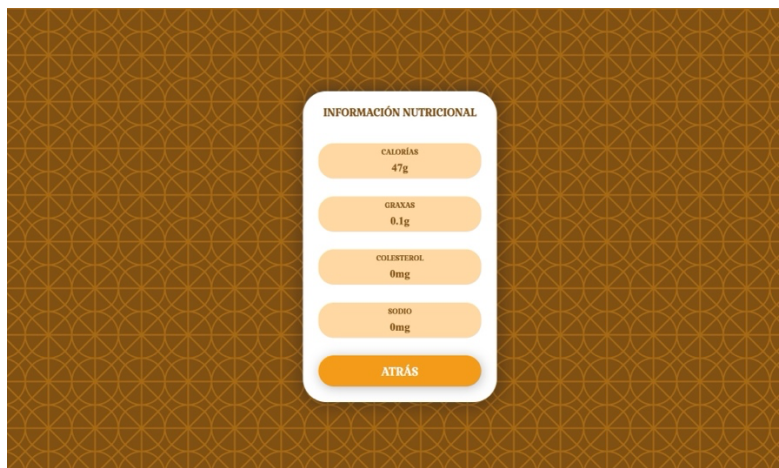 INFORMACIÓN NUTRICIONAL
CALORÍAS
47g
GRAXAS
0.1g
COLESTEROL
0mg
SODIO
0mg
ATRÁS